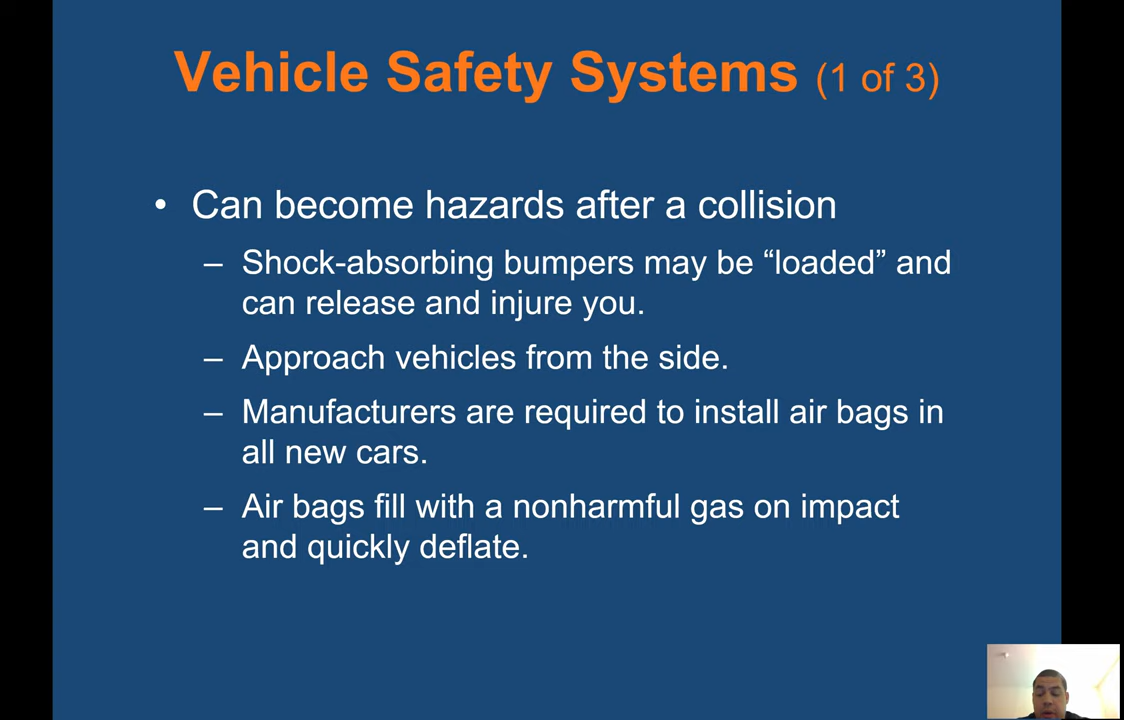 Vehicle Safety Systems (1 of 3)
• Can become hazards after a collision
– Shock-absorbing bumpers may be “loaded” and
can release and injure you.
– Approach vehicles from the side.
– Manufacturers are required to install air bags in
all new cars.
– Air bags fill with a nonharmful gas on impact
and quickly deflate.